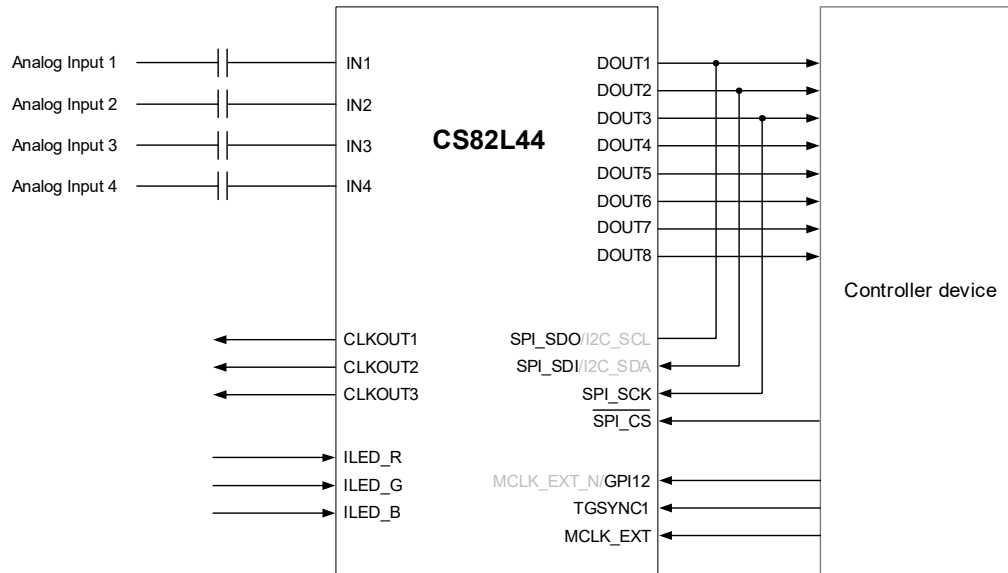 Analog Input 1
Analog Input 2
Analog Input 3
Analog Input 4
IN1
IN2
IN3
IN4
CS82L44
DOUT1
DOUT2
DOUT3
DOUT4
DOUT5
DOUT6
DOUT7
DOUT8
Controller device
CLKOUT1
CLKOUT2
CLKOUT3
SPI_SDO/I2C_SCL
SPI_SDI/I2C_SDA
SPI_SCK
SPI_CS
ILED_R
ILED_G
ILED_B
MCLK_EXT_N/GPI12
TGSYNC1
MCLK_EXT